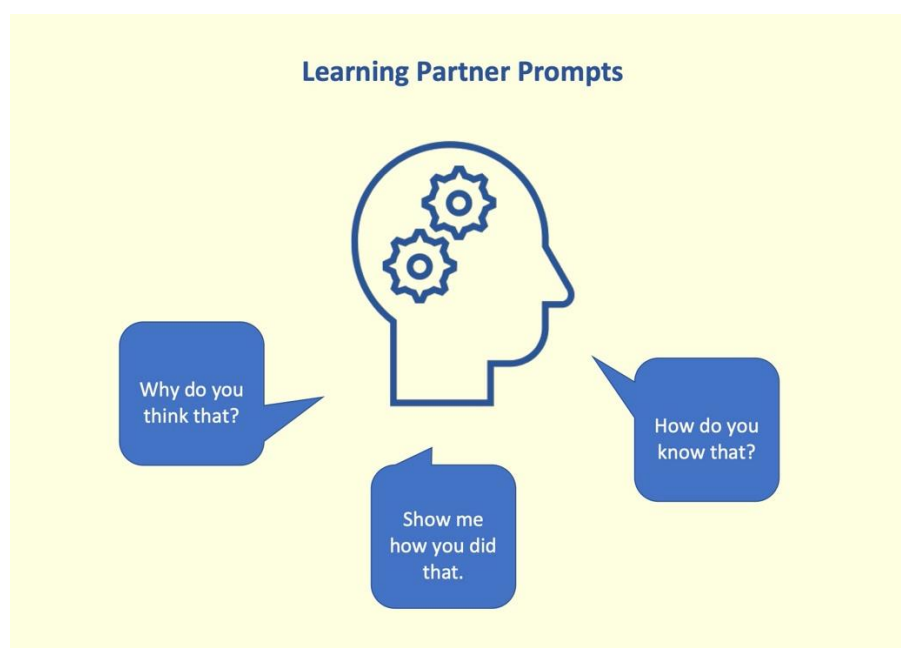 Learning Partner Prompts
Why do you
think that?
How do you
know that?
Show me
how you did
that.